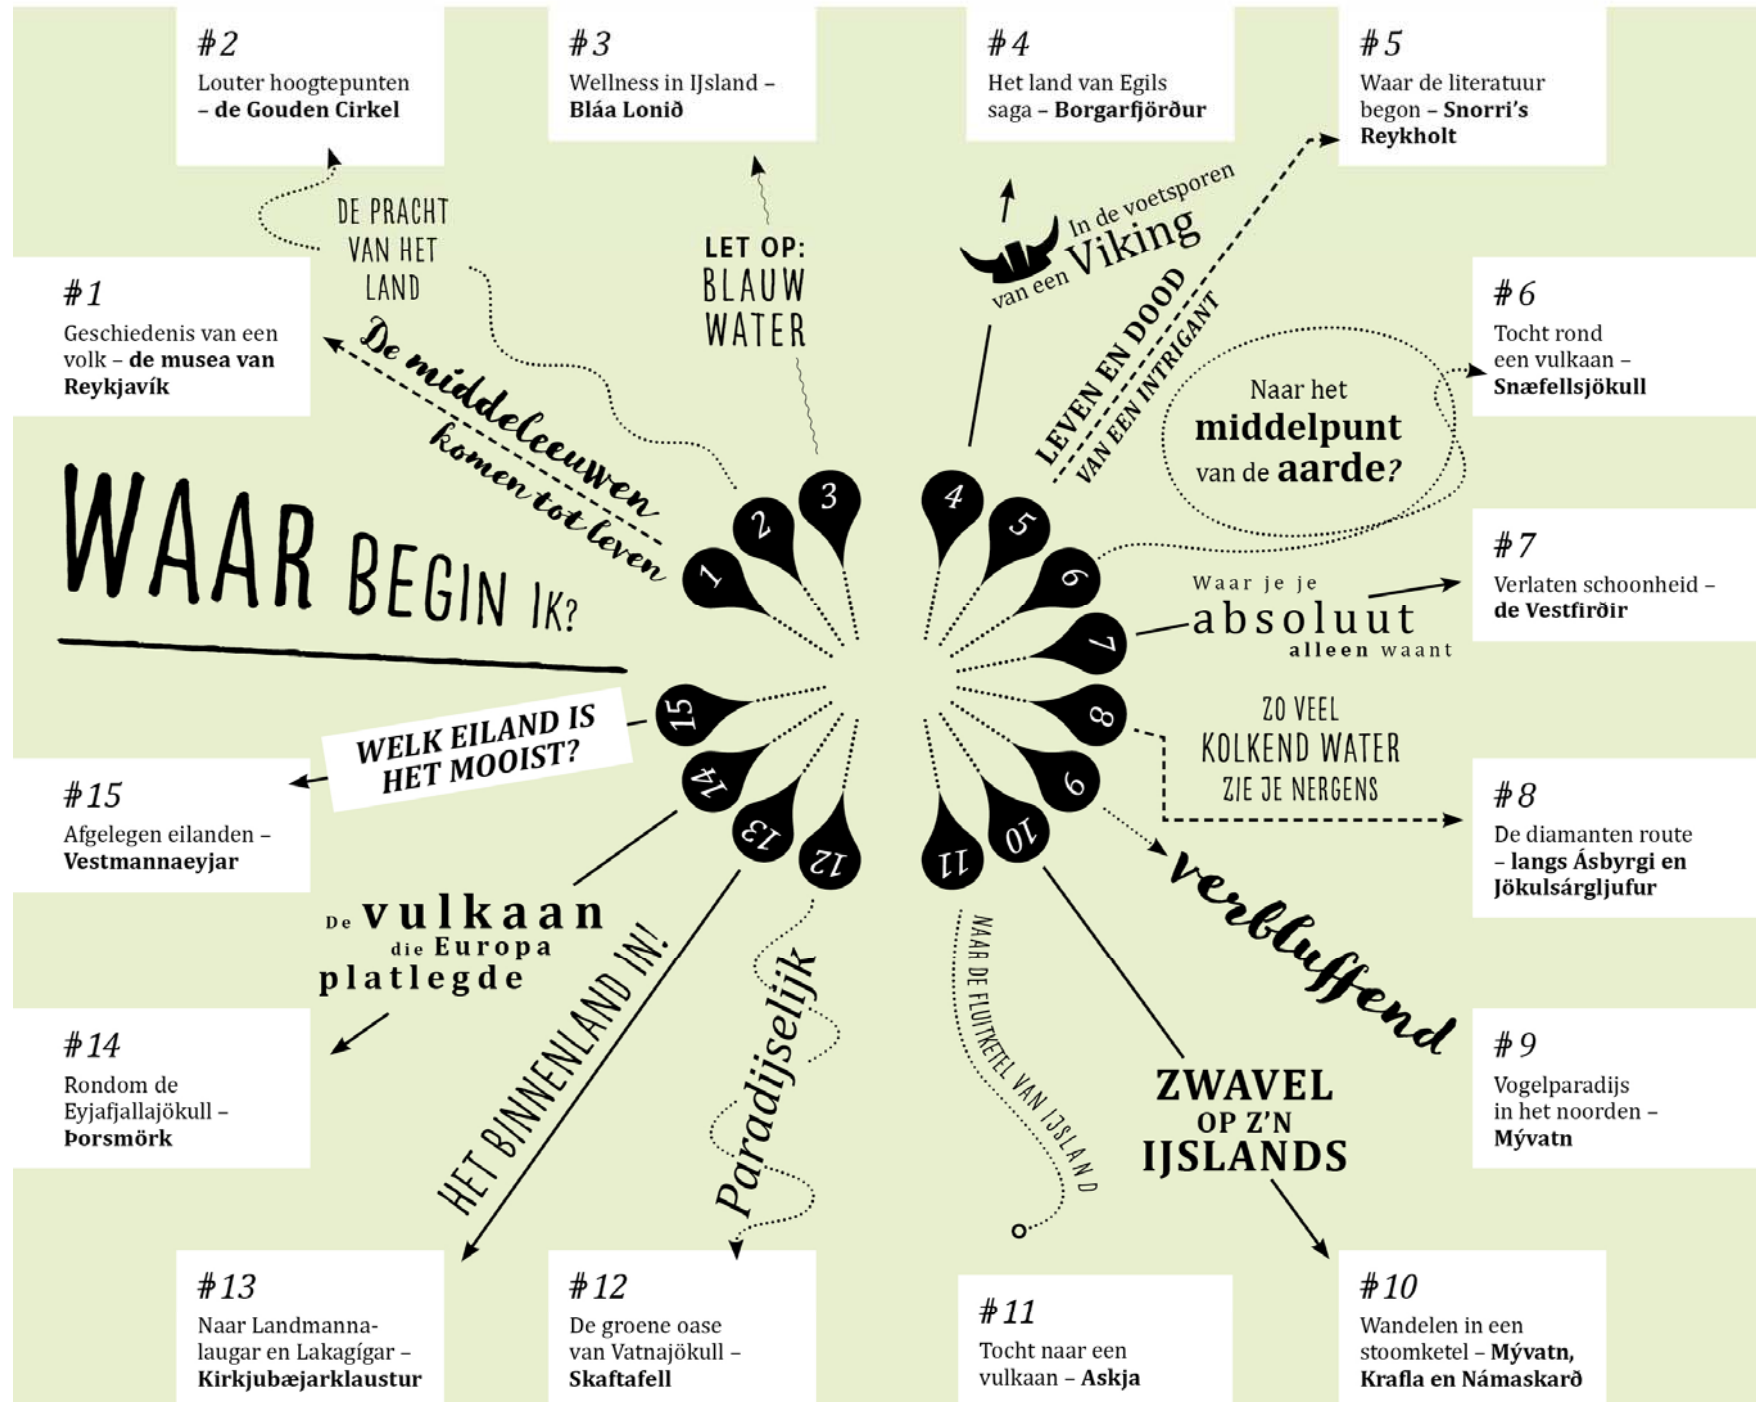 #2
Louter hoogtepunten
– de Gouden Cirkel
#3
Wellness in IJsland –
Bláa Lonið
#4
Het land van Egils
saga – Borgarfjörður
#5
Waar de literatuur
begon – Snorri's
Reykholt
DE PRACHT
VAN HET
LAND
LET OP:
BLAUW
WATER
In de voetsporen
van een Viking
LEVEN EN DOOD
VAN EEN INTRIGANT
#1
Geschiedenis van een
volk – de musea van
Reykjavík
De middeleeuwen
komen tot leven
Naar het
middelpunt
van de aarde?
#6
Tocht rond
een vulkaan –
Snæfellsjökull
WAAR BEGIN IK?
1
2
3
4
5
6
7
8
9
10
11
12
13
14
15
Waar je je
absoluut
alleen waant
#7
Verlaten schoonheid –
de Vestfirðir
WELK EILAND IS
HET MOOIST?
ZO VEEL
KOLKEND WATER
ZIE JE NERGENS
#15
Afgelegen eilanden –
Vestmannaeyjar
#8
De diamanten route
– langs Ásbyrgi en
Jökulsárgljufur
De vulkaan
die Europa
platlegde
HET BINNENLAND IN!
Paradijselijk
NAAR DE FLUITKETEL VAN IJSLAND
verbluffend
ZWAVEL
OP Z'N
IJSLANDS
#14
Rondom de
Eyjafjallajökull –
Þorsmörk
#9
Vogelparadijs
in het noorden –
Mývatn
#13
Naar Landmanna-
laugar en Lakagígar –
Kirkjubæjarklaustur
#12
De groene oase
van Vatnajökull –
Skaftafell
#11
Tocht naar een
vulkaan – Askja
#10
Wandelen in een
stoomketel – Mývatn,
Krafla en Námaskarð